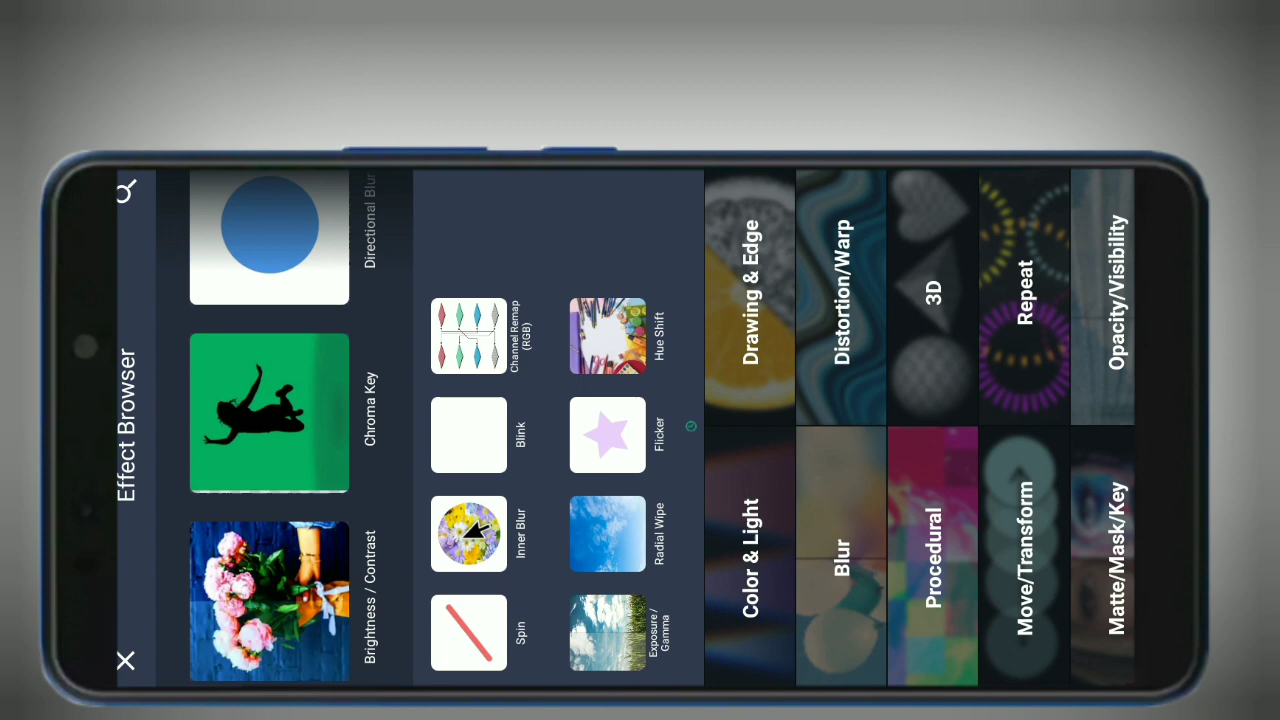 Effect Browser
Brightness / Contrast
Chroma Key
Directional Blur
Spin
Inner Blur
Blink
Channel Remap
(RGB)
Exposure /
Gamma
Radial Wipe
Flicker
Hue Shift
Color & Light
Drawing & Edge
Blur
Distortion/Warp
Procedural
3D
Move/Transform
Repeat
Matte/Mask/Key
Opacity/Visibility